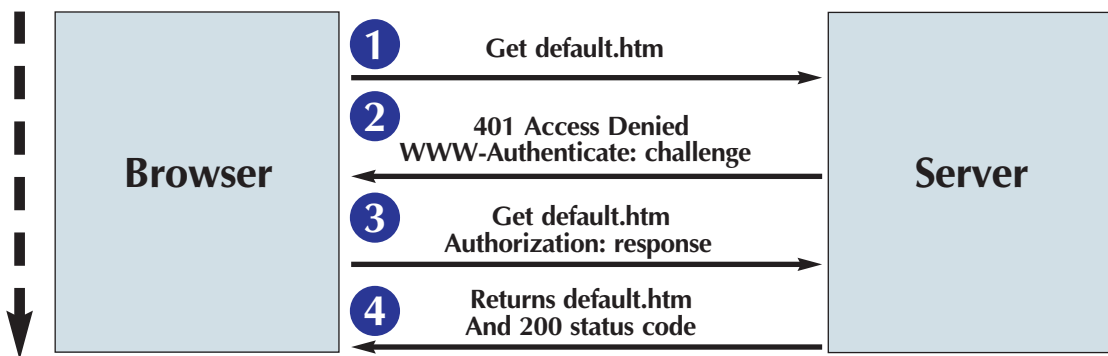 1
Get default.htm
2
401 Access Denied
WWW-Authenticate: challenge
Browser
Server
3
Get default.htm
Authorization: response
4
Returns default.htm
And 200 status code